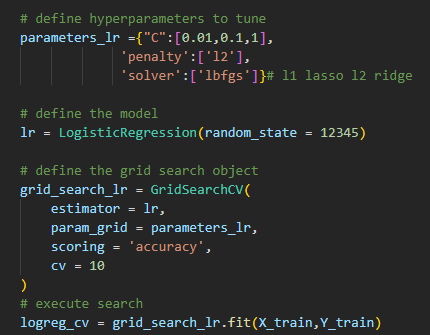 # define hyperparameters to tune
parameters_lr ={"C":[0.01,0.1,1],
'penalty':['l2'],
'solver':['lbfgs']}# l1 lasso l2 ridge
# define the model
lr = LogisticRegression(random_state = 12345)
# define the grid search object
grid_search_lr = GridSearchCV(
estimator = lr,
param_grid = parameters_lr,
scoring = 'accuracy',
cv = 10
)
# execute search
logreg_cv = grid_search_lr.fit(X_train,Y_train)